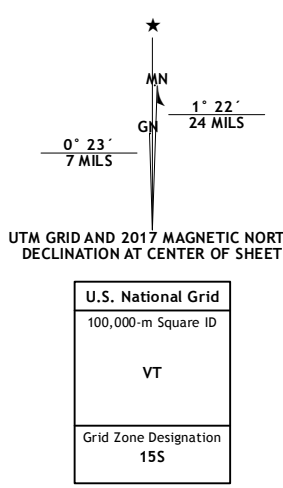 ★
MN
1° 22´
24 MILS
GN
0° 23´
7 MILS
UTM GRID AND 2017 MAGNETIC NORT
DECLINATION AT CENTER OF SHEET
U.S. National Grid
100,000-m Square ID
VT
Grid Zone Designation
15S